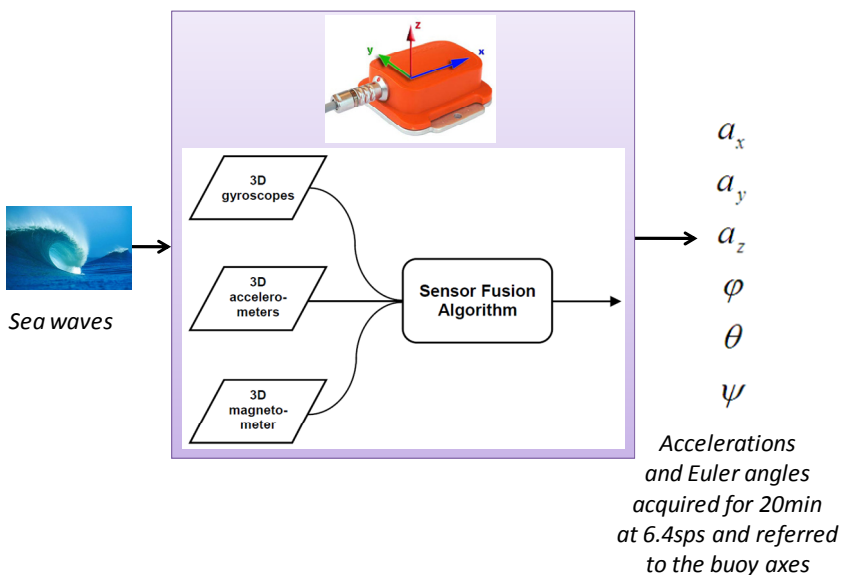 z
y
x
3D
gyroscopes
3D
accelero-
meters
3D
magneto-
meter
Sensor Fusion
Algorithm
Sea waves
a_x
a_y
a_z
φ
θ
ψ
Accelerations
and Euler angles
acquired for 20min
at 6.4sps and referred
to the buoy axes